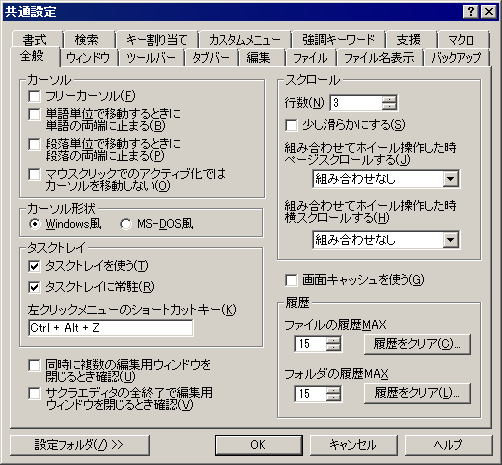 共通設定
書式 検索 キー割り当て カスタムメニュー 強調キーワード 支援 マクロ
全般 ウィンドウ ツールバー タブバー 編集 ファイル ファイル名表示 バックアップ
カーソル
フリーカーソル(F)
単語単位で移動するときに
単語の両端に止まる(B)
段落単位で移動するときに
段落の両端に止まる(P)
マウスクリックでのアクティブ化では
カーソルを移動しない(O)
カーソル形状
Windows風 MS-DOS風
タスクトレイ
タスクトレイを使う(T)
タスクトレイに常駐(R)
左クリックメニューのショートカットキー(K)
Ctrl + Alt + Z
同時に複数の編集用ウィンドウを
閉じるとき確認(U)
サクラエディタの全終了で編集用
ウィンドウを閉じるとき確認(V)
スクロール
行数(N) 3
少し滑らかにする(S)
組み合わせてホイール操作した時
ページスクロールする(J)
組み合わせなし
組み合わせてホイール操作した時
横スクロールする(H)
組み合わせなし
画面キャッシュを使う(G)
履歴
ファイルの履歴MAX
15 履歴をクリア(C)...
フォルダの履歴MAX
15 履歴をクリア(L)...
設定フォルダ(/) >> OK キャンセル ヘルプ